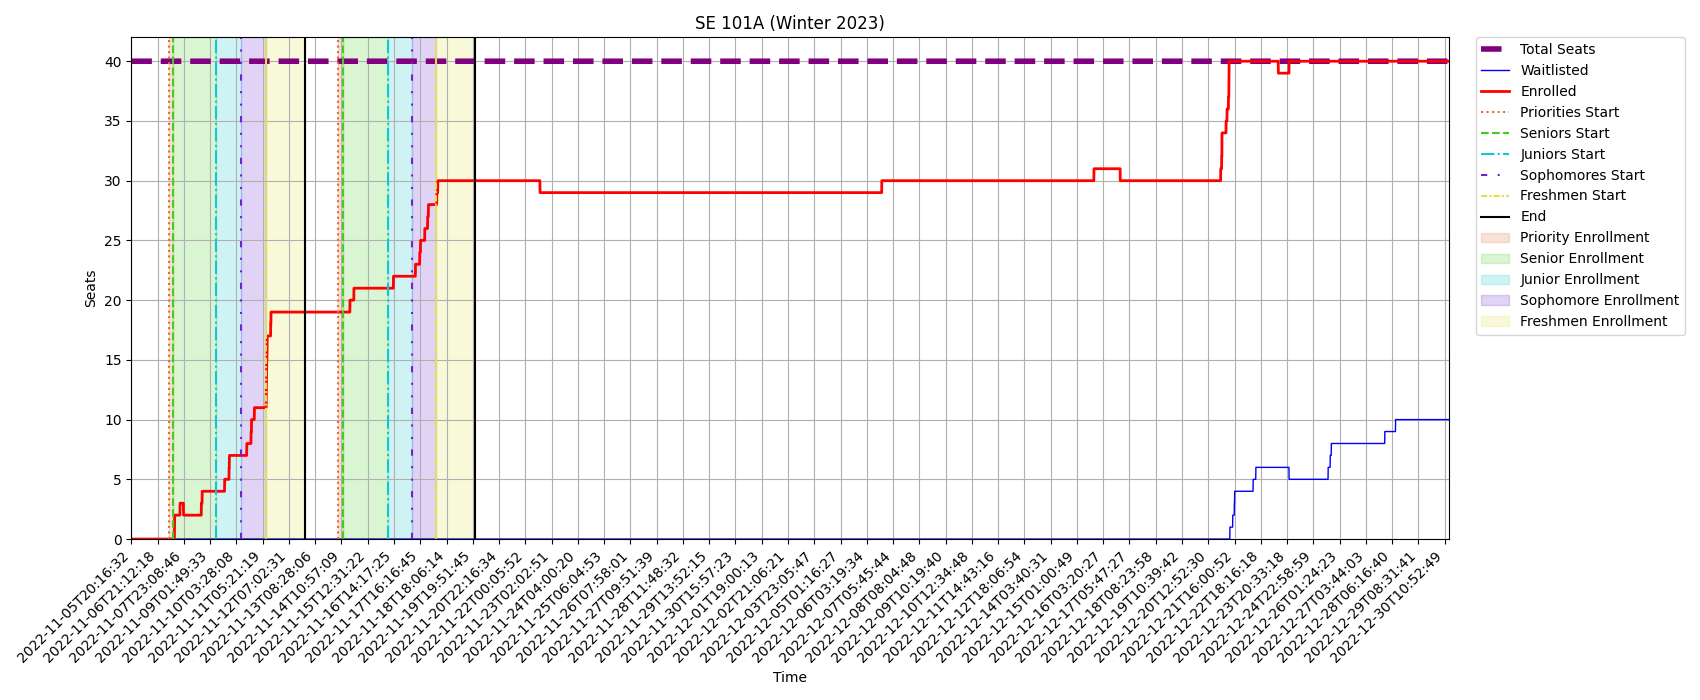 SE 101A (Winter 2023)
Total Seats
Waitlisted
Enrolled
Priorities Start
Seniors Start
Juniors Start
Sophomores Start
Freshmen Start
End
Priority Enrollment
Senior Enrollment
Junior Enrollment
Sophomore Enrollment
Freshmen Enrollment
Seats
40
35
30
25
20
15
10
5
0
2022-11-05T20:16:32
2022-11-06T21:12:18
2022-11-07T23:08:46
2022-11-09T01:49:33
2022-11-10T03:28:08
2022-11-11T05:21:19
2022-11-12T07:02:31
2022-11-13T08:28:06
2022-11-14T10:57:09
2022-11-15T12:31:22
2022-11-16T14:17:25
2022-11-17T16:16:45
2022-11-18T18:06:14
2022-11-19T19:51:45
2022-11-20T22:16:34
2022-11-22T00:05:52
2022-11-23T02:02:51
2022-11-24T04:00:20
2022-11-25T06:04:53
2022-11-26T07:58:01
2022-11-27T09:51:39
2022-11-28T11:48:32
2022-11-29T13:52:15
2022-11-30T15:57:23
2022-12-01T19:00:13
2022-12-02T21:06:21
2022-12-03T23:05:47
2022-12-05T01:16:27
2022-12-06T03:19:34
2022-12-07T05:45:44
2022-12-08T08:04:48
2022-12-09T10:19:40
2022-12-10T12:34:48
2022-12-11T14:43:16
2022-12-12T18:06:54
2022-12-14T03:40:31
2022-12-15T01:00:49
2022-12-16T03:20:27
2022-12-17T05:47:27
2022-12-18T08:23:58
2022-12-19T10:39:42
2022-12-20T12:52:30
2022-12-21T16:00:52
2022-12-22T18:16:18
2022-12-23T20:33:18
2022-12-24T22:58:59
2022-12-26T01:24:23
2022-12-27T03:44:03
2022-12-28T06:16:40
2022-12-29T08:31:41
2022-12-30T10:52:49
Time